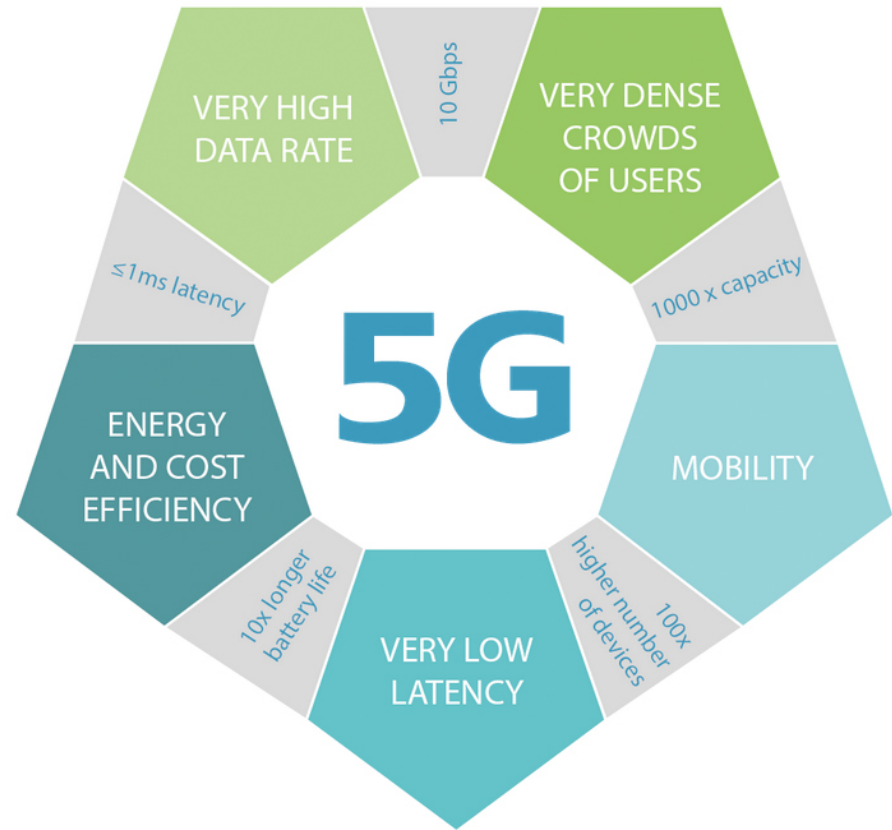 10 Gbps
VERY HIGH
DATA RATE
VERY DENSE
CROWDS
OF USERS
≤1ms latency
1000 x capacity
5G
ENERGY
AND COST
EFFICIENCY
MOBILITY
10x longer
battery life
100x
higher number
of devices
VERY LOW
LATENCY